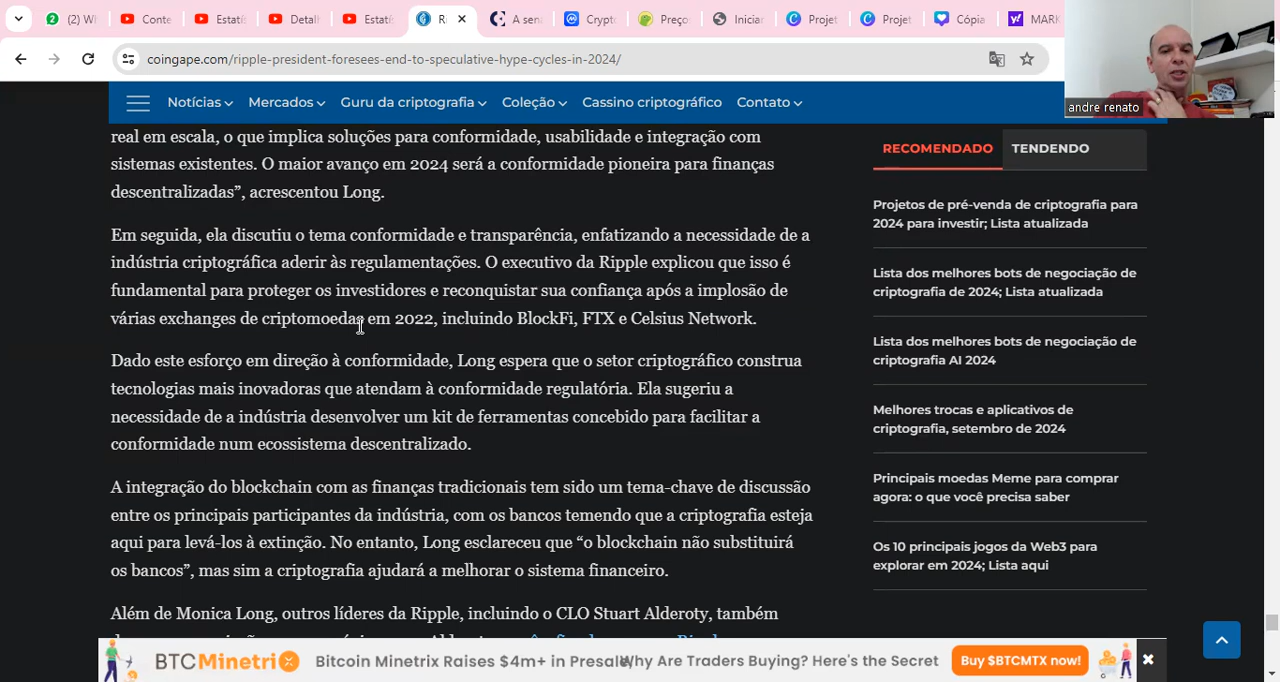 (2) W
Conte
Estatís
Detalh
Estatís
Ri
A sen
Crypt
Preço
Iniciar
Projet
Projet
Cópia
MARK
coingape.com/ripple-president-foresees-end-to-speculative-hype-cycles-in-2024/
andre renato
Notícias Mercados Guru da criptografia Coleção Cassino criptográfico Contato
real em escala, o que implica soluções para conformidade, usabilidade e integração com
sistemas existentes. O maior avanço em 2024 será a conformidade pioneira para finanças
descentralizadas”, acrescentou Long.
Em seguida, ela discutiu o tema conformidade e transparência, enfatizando a necessidade de a
indústria criptográfica aderir às regulamentações. O executivo da Ripple explicou que isso é
fundamental para proteger os investidores e reconquistar sua confiança após a implosão de
várias exchanges de criptomoedas em 2022, incluindo BlockFi, FTX e Celsius Network.
Dado este esforço em direção à conformidade, Long espera que o setor criptográfico construa
tecnologias mais inovadoras que atendam à conformidade regulatória. Ela sugeriu a
necessidade de a indústria desenvolver um kit de ferramentas concebido para facilitar a
conformidade num ecossistema descentralizado.
A integração do blockchain com as finanças tradicionais tem sido um tema-chave de discussão
entre os principais participantes da indústria, com os bancos temendo que a criptografia esteja
aqui para levá-los à extinção. No entanto, Long esclareceu que “o blockchain não substituirá
os bancos”, mas sim a criptografia ajudará a melhorar o sistema financeiro.
Além de Monica Long, outros líderes da Ripple, incluindo o CLO Stuart Alderoty, também
RECOMENDADO TENDENDO
Projetos de pré-venda de criptografia para
2024 para investir; Lista atualizada
Lista dos melhores bots de negociação de
criptografia de 2024; Lista atualizada
Lista dos melhores bots de negociação de
criptografia AI 2024
Melhores trocas e aplicativos de
criptografia, setembro de 2024
Principais moedas Meme para comprar
agora: o que você precisa saber
Os 10 principais jogos da Web3 para
explorar em 2024; Lista aqui
BTCMinetrix Bitcoin Minetrix Raises $4m+ in Presale Why Are Traders Buying? Here's the Secret Buy $BTCMTX now!